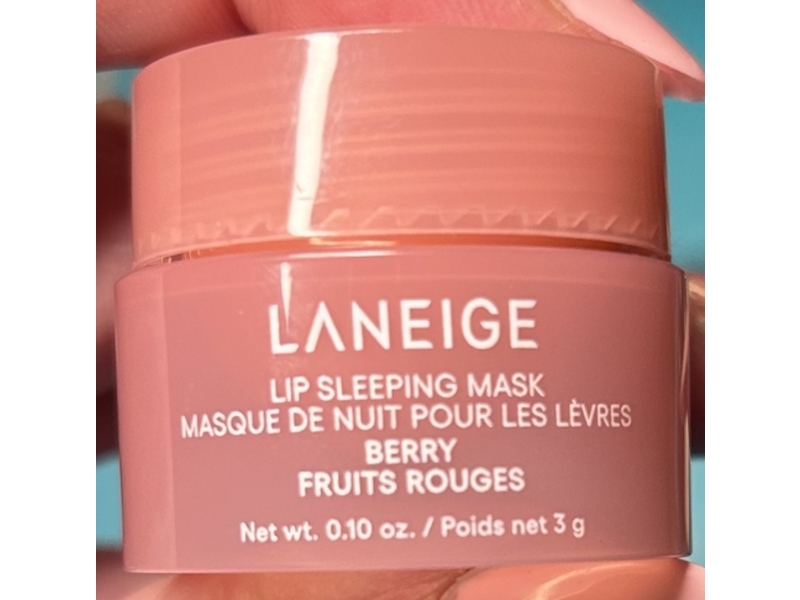 LANEIGE
LIP SLEEPING MASK
MASQUE DE NUIT POUR LES LÈVRES
BERRY
FRUITS ROUGES
Net wt. 0.10 oz. / Poids net 3 g